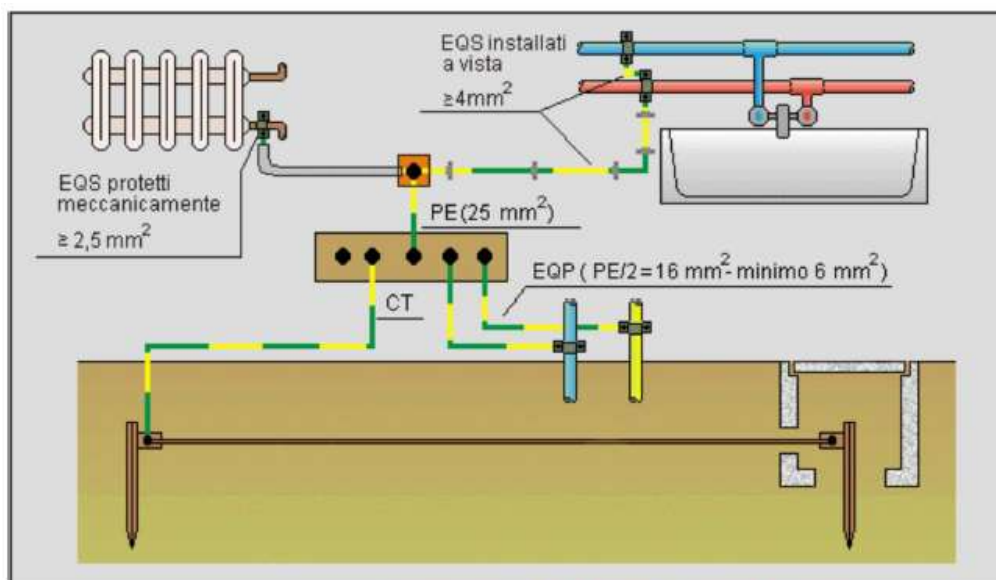 EQS installati
a vista
≥4mm²
EQS protetti
meccanicamente
≥ 2,5 mm²
PE(25 mm²)
EQP ( PE/2=16 mm²- minimo 6 mm²)
CT